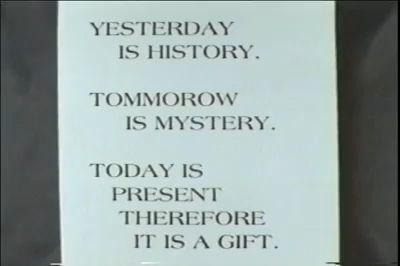 YESTERDAY
IS HISTORY.
TOMMOROW
IS MYSTERY.
TODAY IS
PRESENT
THEREFORE
IT IS A GIFT.